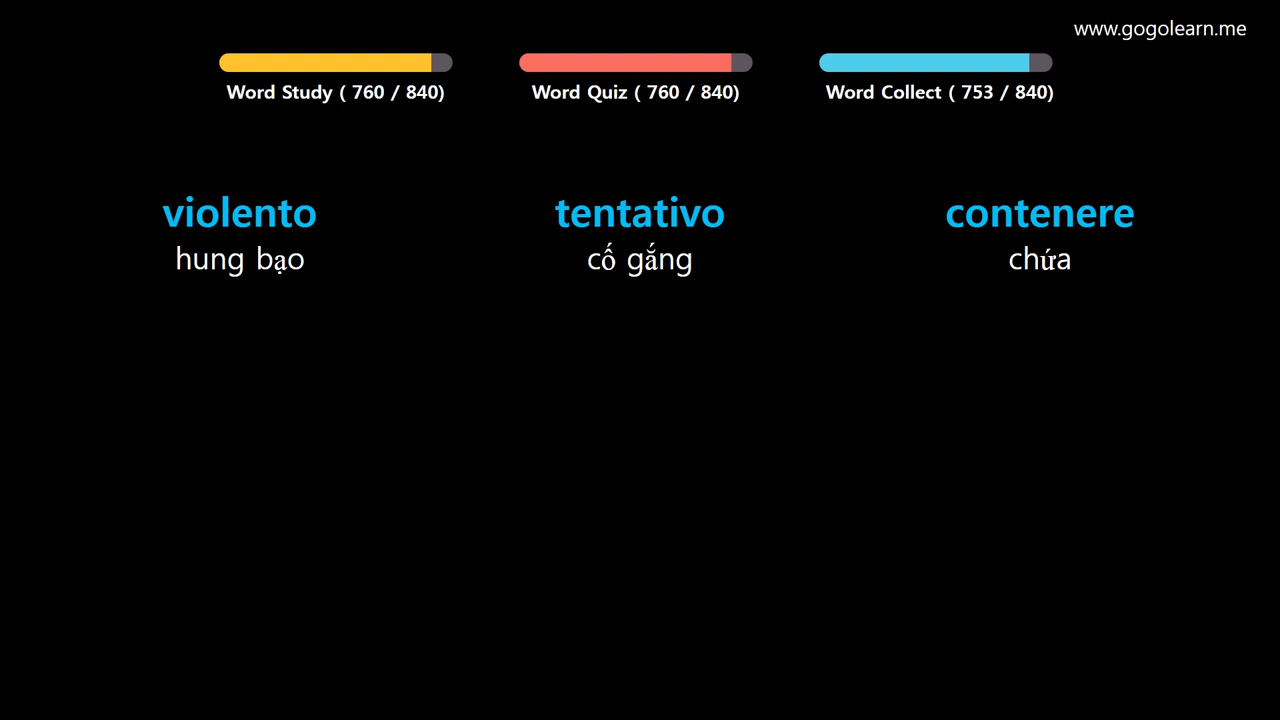 www.gogolearn.me
Word Study ( 760 / 840)
Word Quiz ( 760 / 840)
Word Collect ( 753 / 840)
violento
hung bạo
tentativo
cố gắng
contenere
chứa